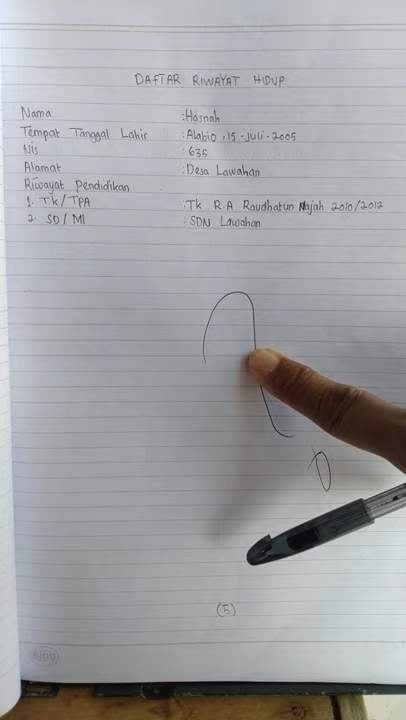 DAFTAR RIWAYAT HIDUP
Nama : Hasnah
Tempat Tanggal Lahir : Alabio, 15-Juli-2005
Nis : 635
Alamat : Desa Lawahan
Riwayat Pendidikan
1. Tk/TPA : Tk R.A Raudhatun Najah 2010/2012
2. SD/MI : SDN Lawahan
(5)